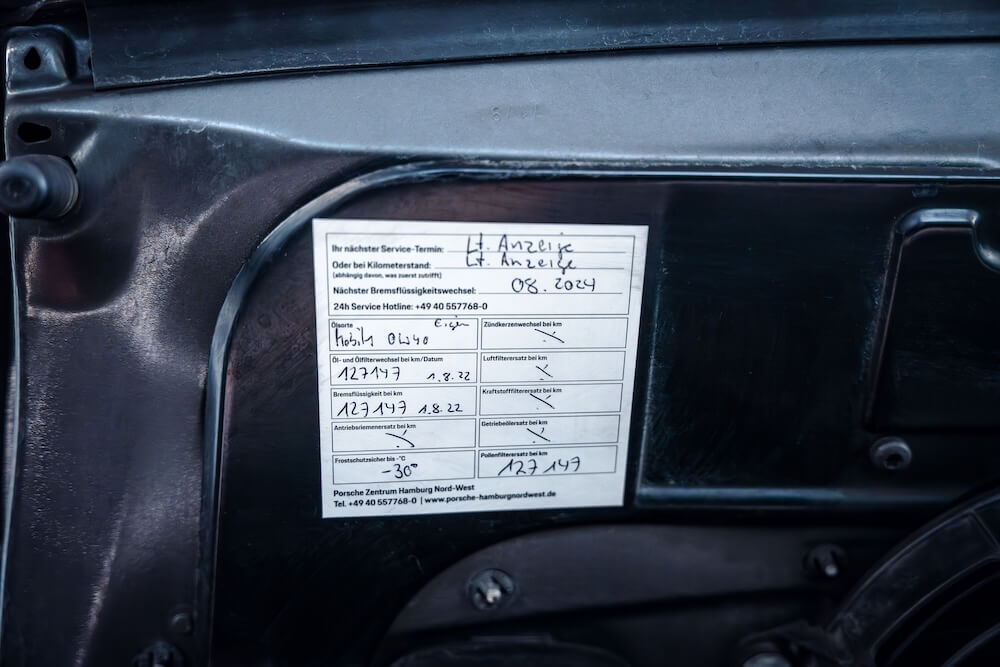 Ihr nächster Service-Termin: Lt. Anzeige
Oder bei Kilometerstand: Lt. Anzeige
(abhängig davon, was zuerst zutrifft)
Nächster Bremsflüssigkeitswechsel: 08.2024
24h Service Hotline: +49 40 557768-0
Ölsorte Eigen
Mobil1 0W40
Zündkerzenwechsel bei km
Öl- und Ölfilterwechsel bei km/Datum
127147 1.8.22
Luftfilterersatz bei km
Bremsflüssigkeit bei km
127147 1.8.22
Kraftstofffilterersatz bei km
Antriebsriemenersatz bei km
Getriebeölersatz bei km
Frostschutzsicher bis -°C
-30°
Pollenfilterersatz bei km
127147
Porsche Zentrum Hamburg Nord-West
Tel. +49 40 557768-0 | www.porsche-hamburgnordwest.de